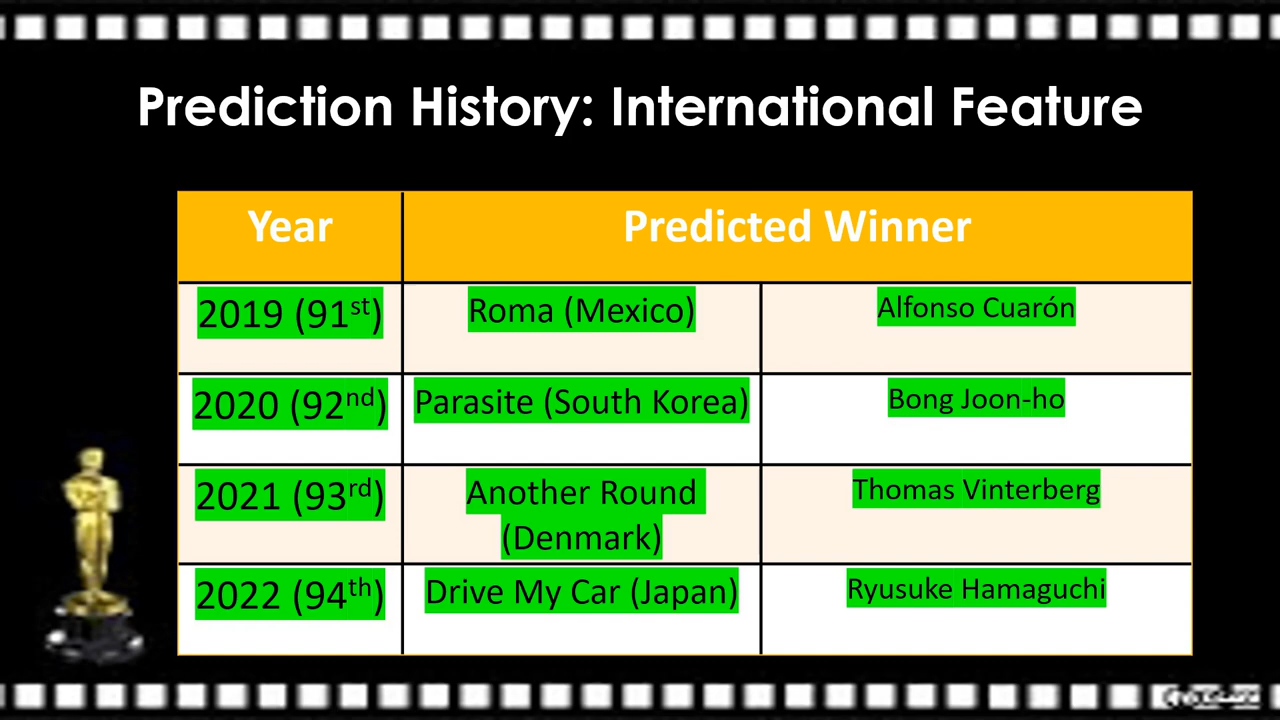 Prediction History: International Feature
Year Predicted Winner
2019 (91st) Roma (Mexico) Alfonso Cuarón
2020 (92nd) Parasite (South Korea) Bong Joon-ho
2021 (93rd) Another Round Thomas Vinterberg
(Denmark)
2022 (94th) Drive My Car (Japan) Ryusuke Hamaguchi